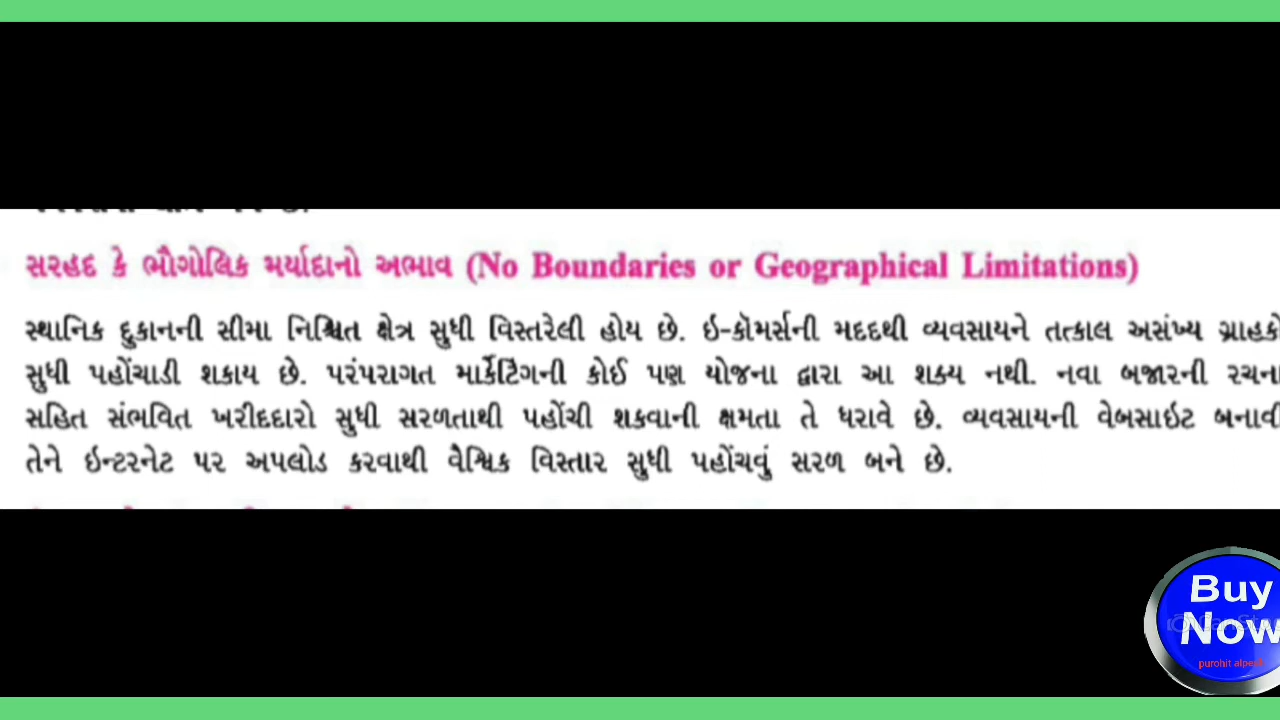 સરહદ કે ભૌગોલિક મર્યાદાનો અભાવ (No Boundaries or Geographical Limitations)
સ્થાનિક દુકાનની સીમા નિશ્ચિત ક્ષેત્ર સુધી વિસ્તરેલી હોય છે. ઇ-કૉમર્સની મદદથી વ્યવસાયને તત્કાલ અસંખ્ય ગ્રાહકો
સુધી પહોંચાડી શકાય છે. પરંપરાગત માર્કેટિંગની કોઈ પણ યોજના દ્વારા આ શક્ય નથી. નવા બજારની રચના
સહિત સંભવિત ખરીદદારો સુધી સરળતાથી પહોંચી શકવાની ક્ષમતા તે ધરાવે છે. વ્યવસાયની વેબસાઇટ બનાવી
તેને ઇન્ટરનેટ પર અપલોડ કરવાથી વૈશ્વિક વિસ્તાર સુધી પહોંચવું સરળ બને છે.
Buy
Now
purohit